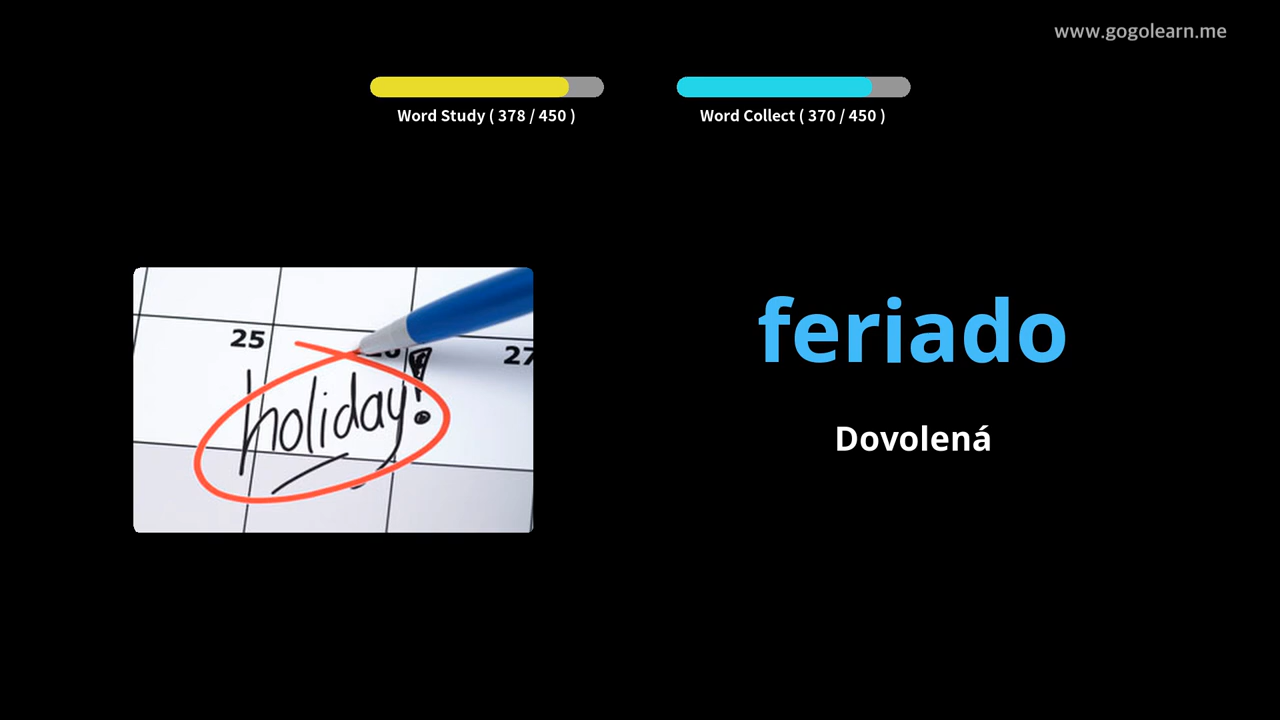 www.gogolearn.me
Word Study ( 378 / 450 )
Word Collect ( 370 / 450 )
25
27
holiday!
feriado
Dovolená